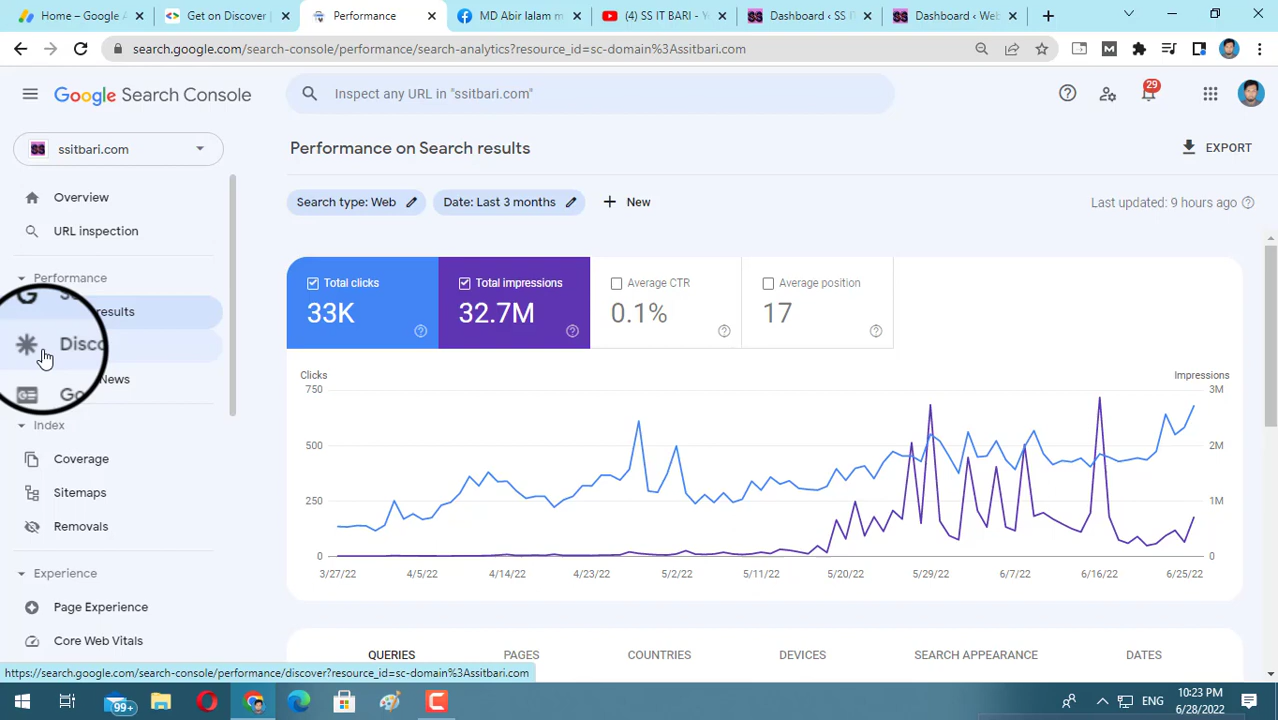 Home – Google A
Get on Discover
Performance
MD Abir Ialam m
(4) SS IT BARI - Y
Dashboard ‹ SS IT
Dashboard ‹ Web
search.google.com/search-console/performance/search-analytics?resource_id=sc-domain%3Assitbari.com
Google Search Console
Inspect any URL in "ssitbari.com"
29
ssitbari.com
Performance on Search results
EXPORT
Overview
Search type: Web
Date: Last 3 months
New
Last updated: 9 hours ago
URL inspection
Performance
results
Disco
News
Total clicks
33K
Total impressions
32.7M
Average CTR
0.1%
Average position
17
Index
Coverage
Sitemaps
Removals
Experience
Page Experience
Core Web Vitals
Clicks
Impressions
750
3M
500
2M
250
1M
0
0
3/27/22 4/5/22 4/14/22 4/23/22 5/2/22 5/11/22 5/20/22 5/29/22 6/7/22 6/16/22 6/25/22
QUERIES PAGES COUNTRIES DEVICES SEARCH APPEARANCE DATES
https://search.google.com/search-console/performance/discover?resource_id=sc-domain%3Assitbari.com
99+
ENG
10:23 PM
6/28/2022